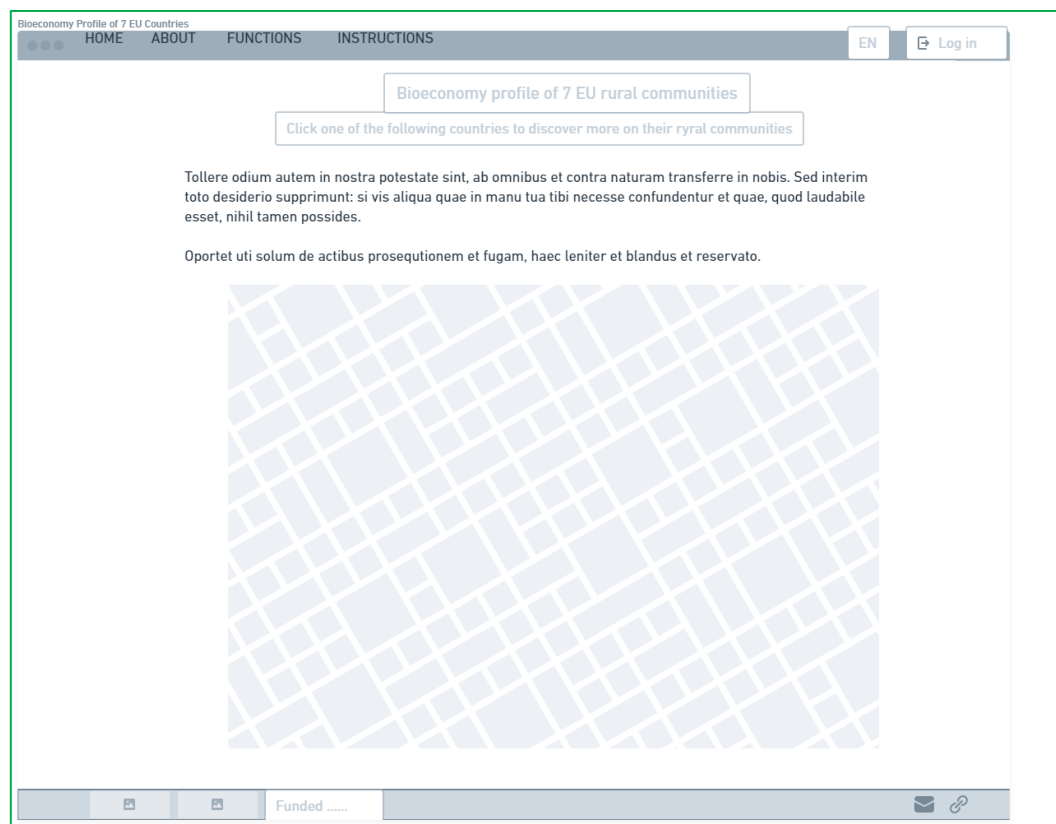 Bioeconomy Profile of 7 EU Countries
HOME ABOUT FUNCTIONS INSTRUCTIONS EN Log in
Bioeconomy profile of 7 EU rural communities
Click one of the following countries to discover more on their ryral communities
Tollere odium autem in nostra potestate sint, ab omnibus et contra naturam transferre in nobis. Sed interim
toto desiderio supprimunt: si vis aliqua quae in manu tua tibi necesse confundentur et quae, quod laudabile
esset, nihil tamen possides.
Oportet uti solum de actibus prosequtionem et fugam, haec leniter et blandus et reservato.
Funded ......